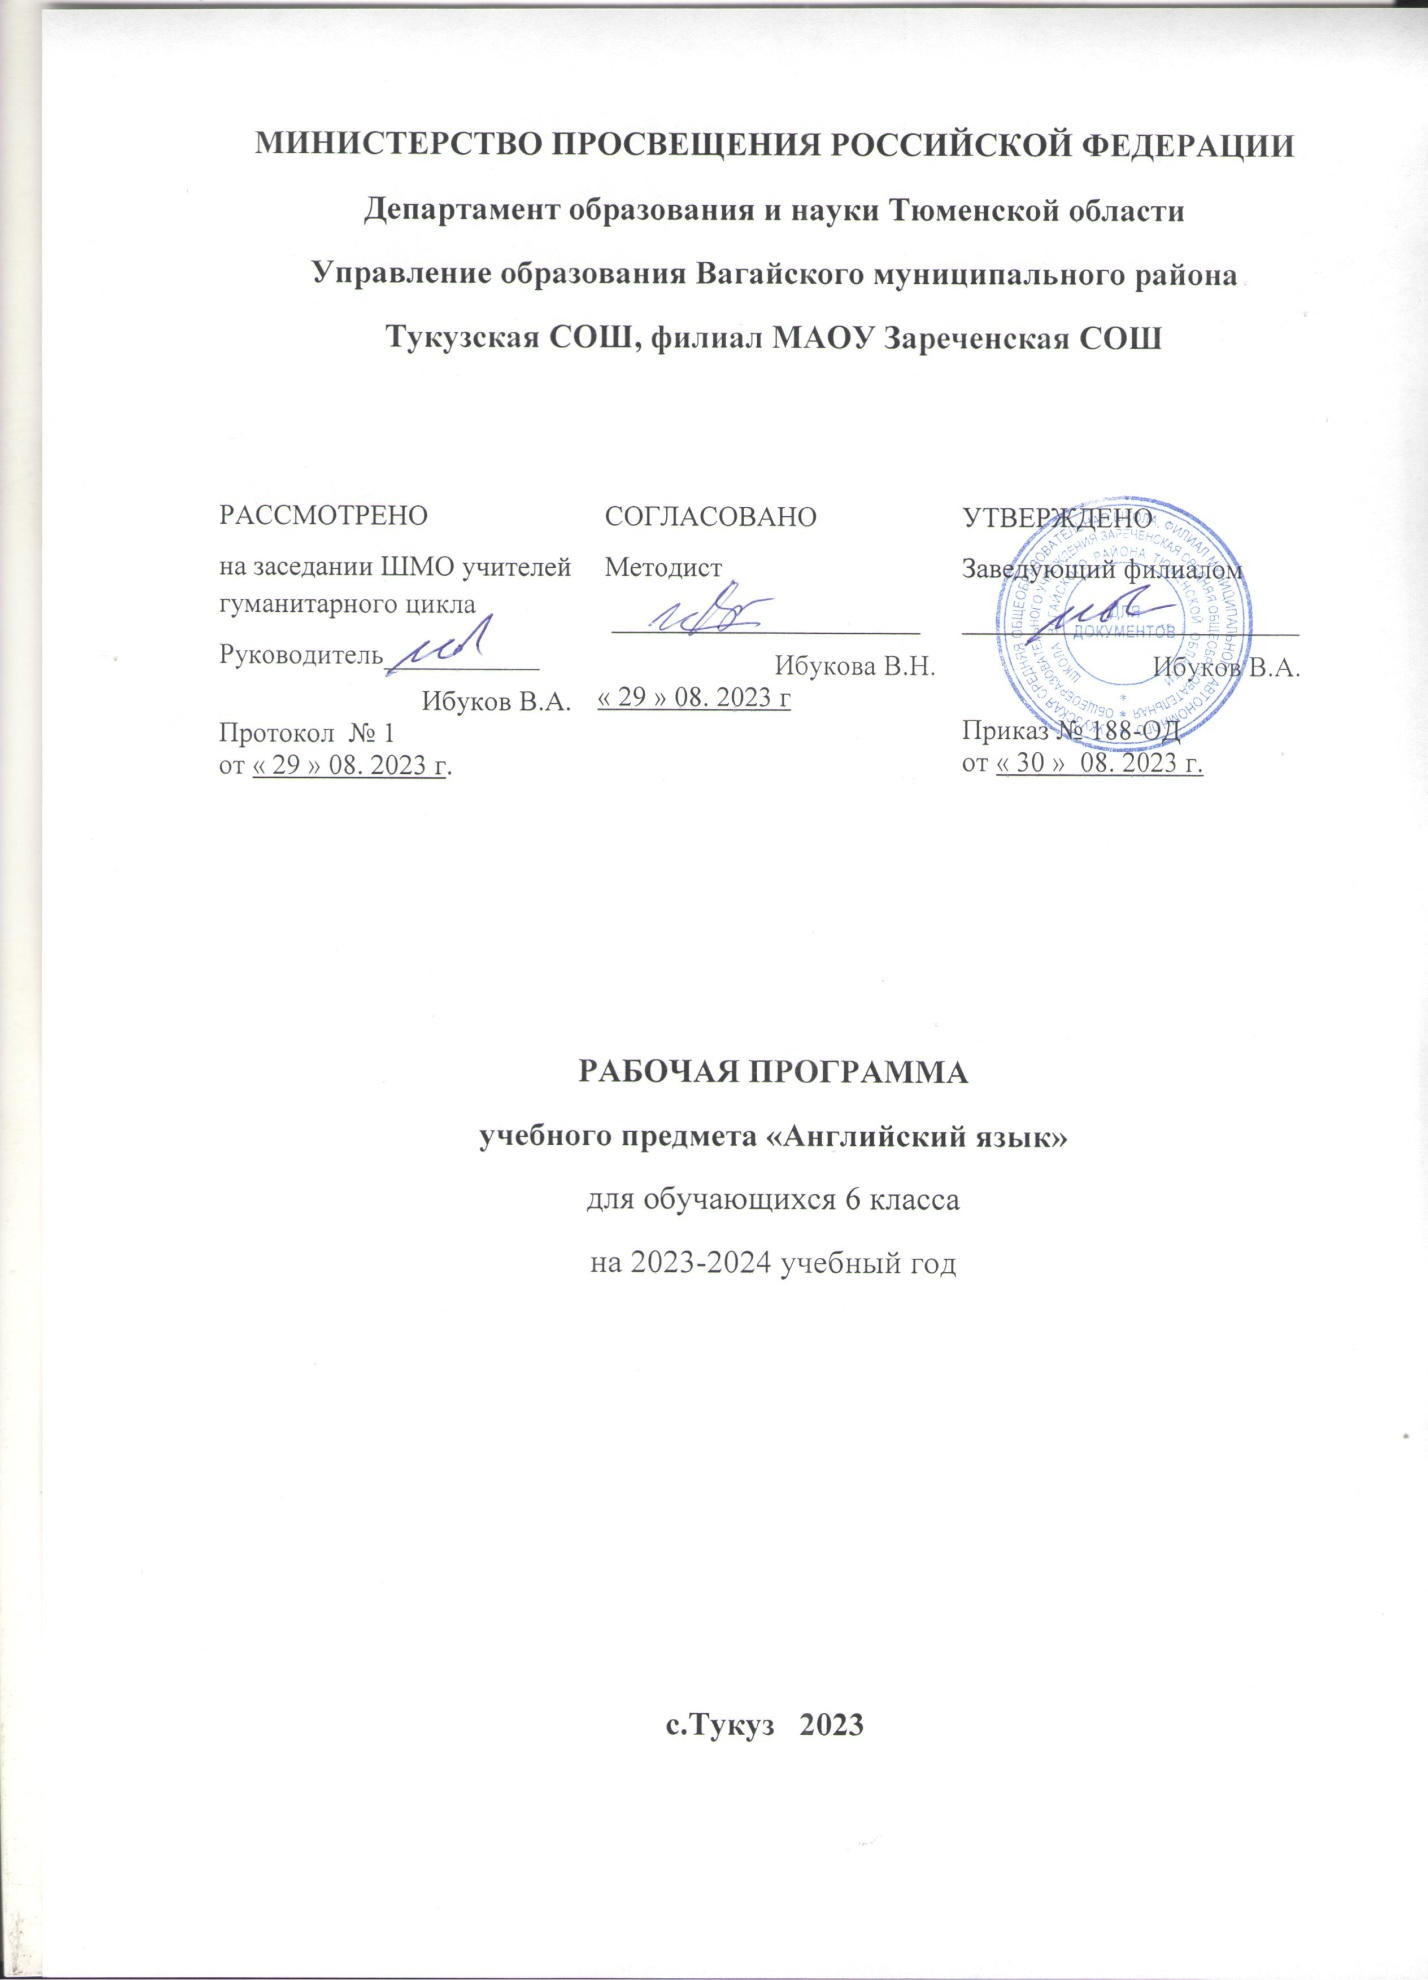 МИНИСТЕРСТВО ПРОСВЕЩЕНИЯ РОССИЙСКОЙ ФЕДЕРАЦИИ
Департамент образования и науки Тюменской области
Управление образования Вагайского муниципального района
Тукузская СОШ, филиал МАОУ Зареченская СОШ
РАССМОТРЕНО
на заседании ШМО учителей
гуманитарного цикла
Руководитель___________
Ибуков В.А.
Протокол № 1
от « 29 » 08. 2023 г.
СОГЛАСОВАНО
Методист
Ибукова В.Н.
« 29 » 08. 2023 г
УТВЕРЖДЕНО
Заведующий филиалом
Ибуков В.А.
Приказ № 188-ОД
от « 30 » 08. 2023 г.
ДЛЯ
ДОКУМЕНТОВ
РАБОЧАЯ ПРОГРАММА
учебного предмета «Английский язык»
для обучающихся 6 класса
на 2023-2024 учебный год
с.Тукуз 2023